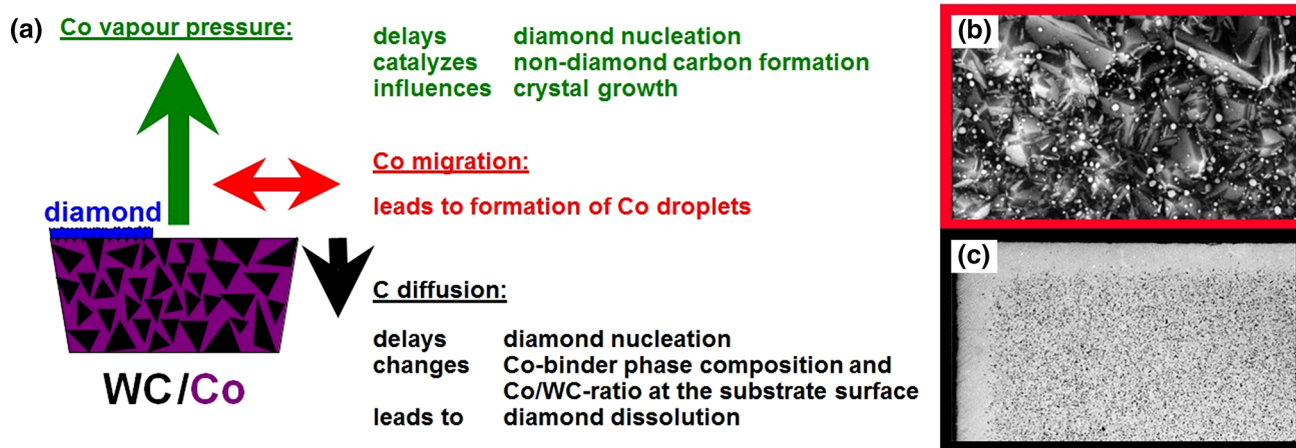 (a) Co vapour pressure:
delays diamond nucleation
catalyzes non-diamond carbon formation
influences crystal growth
Co migration:
leads to formation of Co droplets
diamond
C diffusion:
delays diamond nucleation
changes Co-binder phase composition and
Co/WC-ratio at the substrate surface
leads to diamond dissolution
WC/Co
(b)
(c)